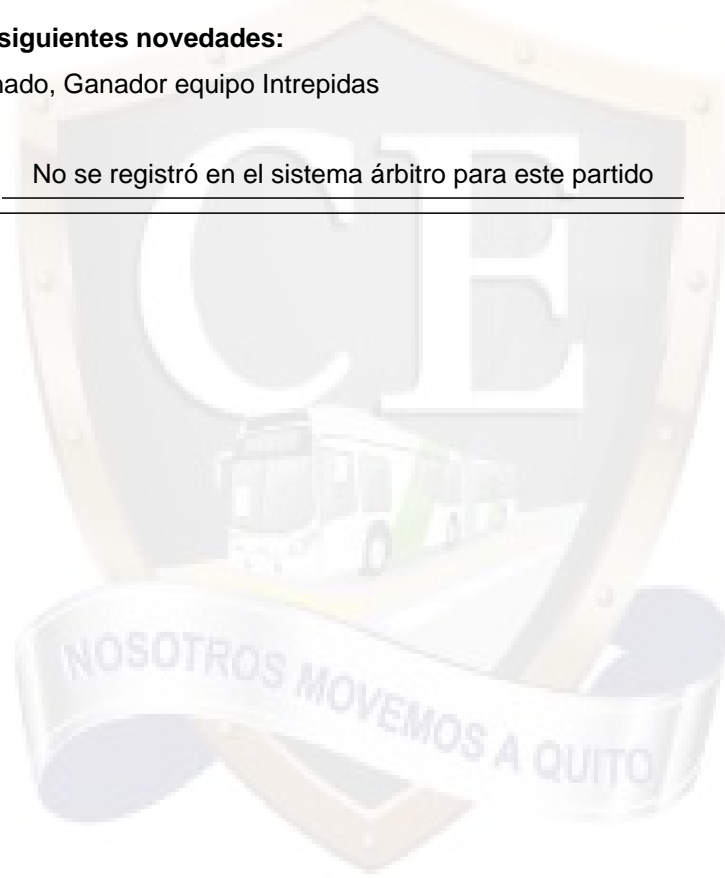 siguientes novedades:
nado, Ganador equipo Intrepidas
No se registró en el sistema árbitro para este partido
CE
NOSOTROS MOVEMOS A QUITO